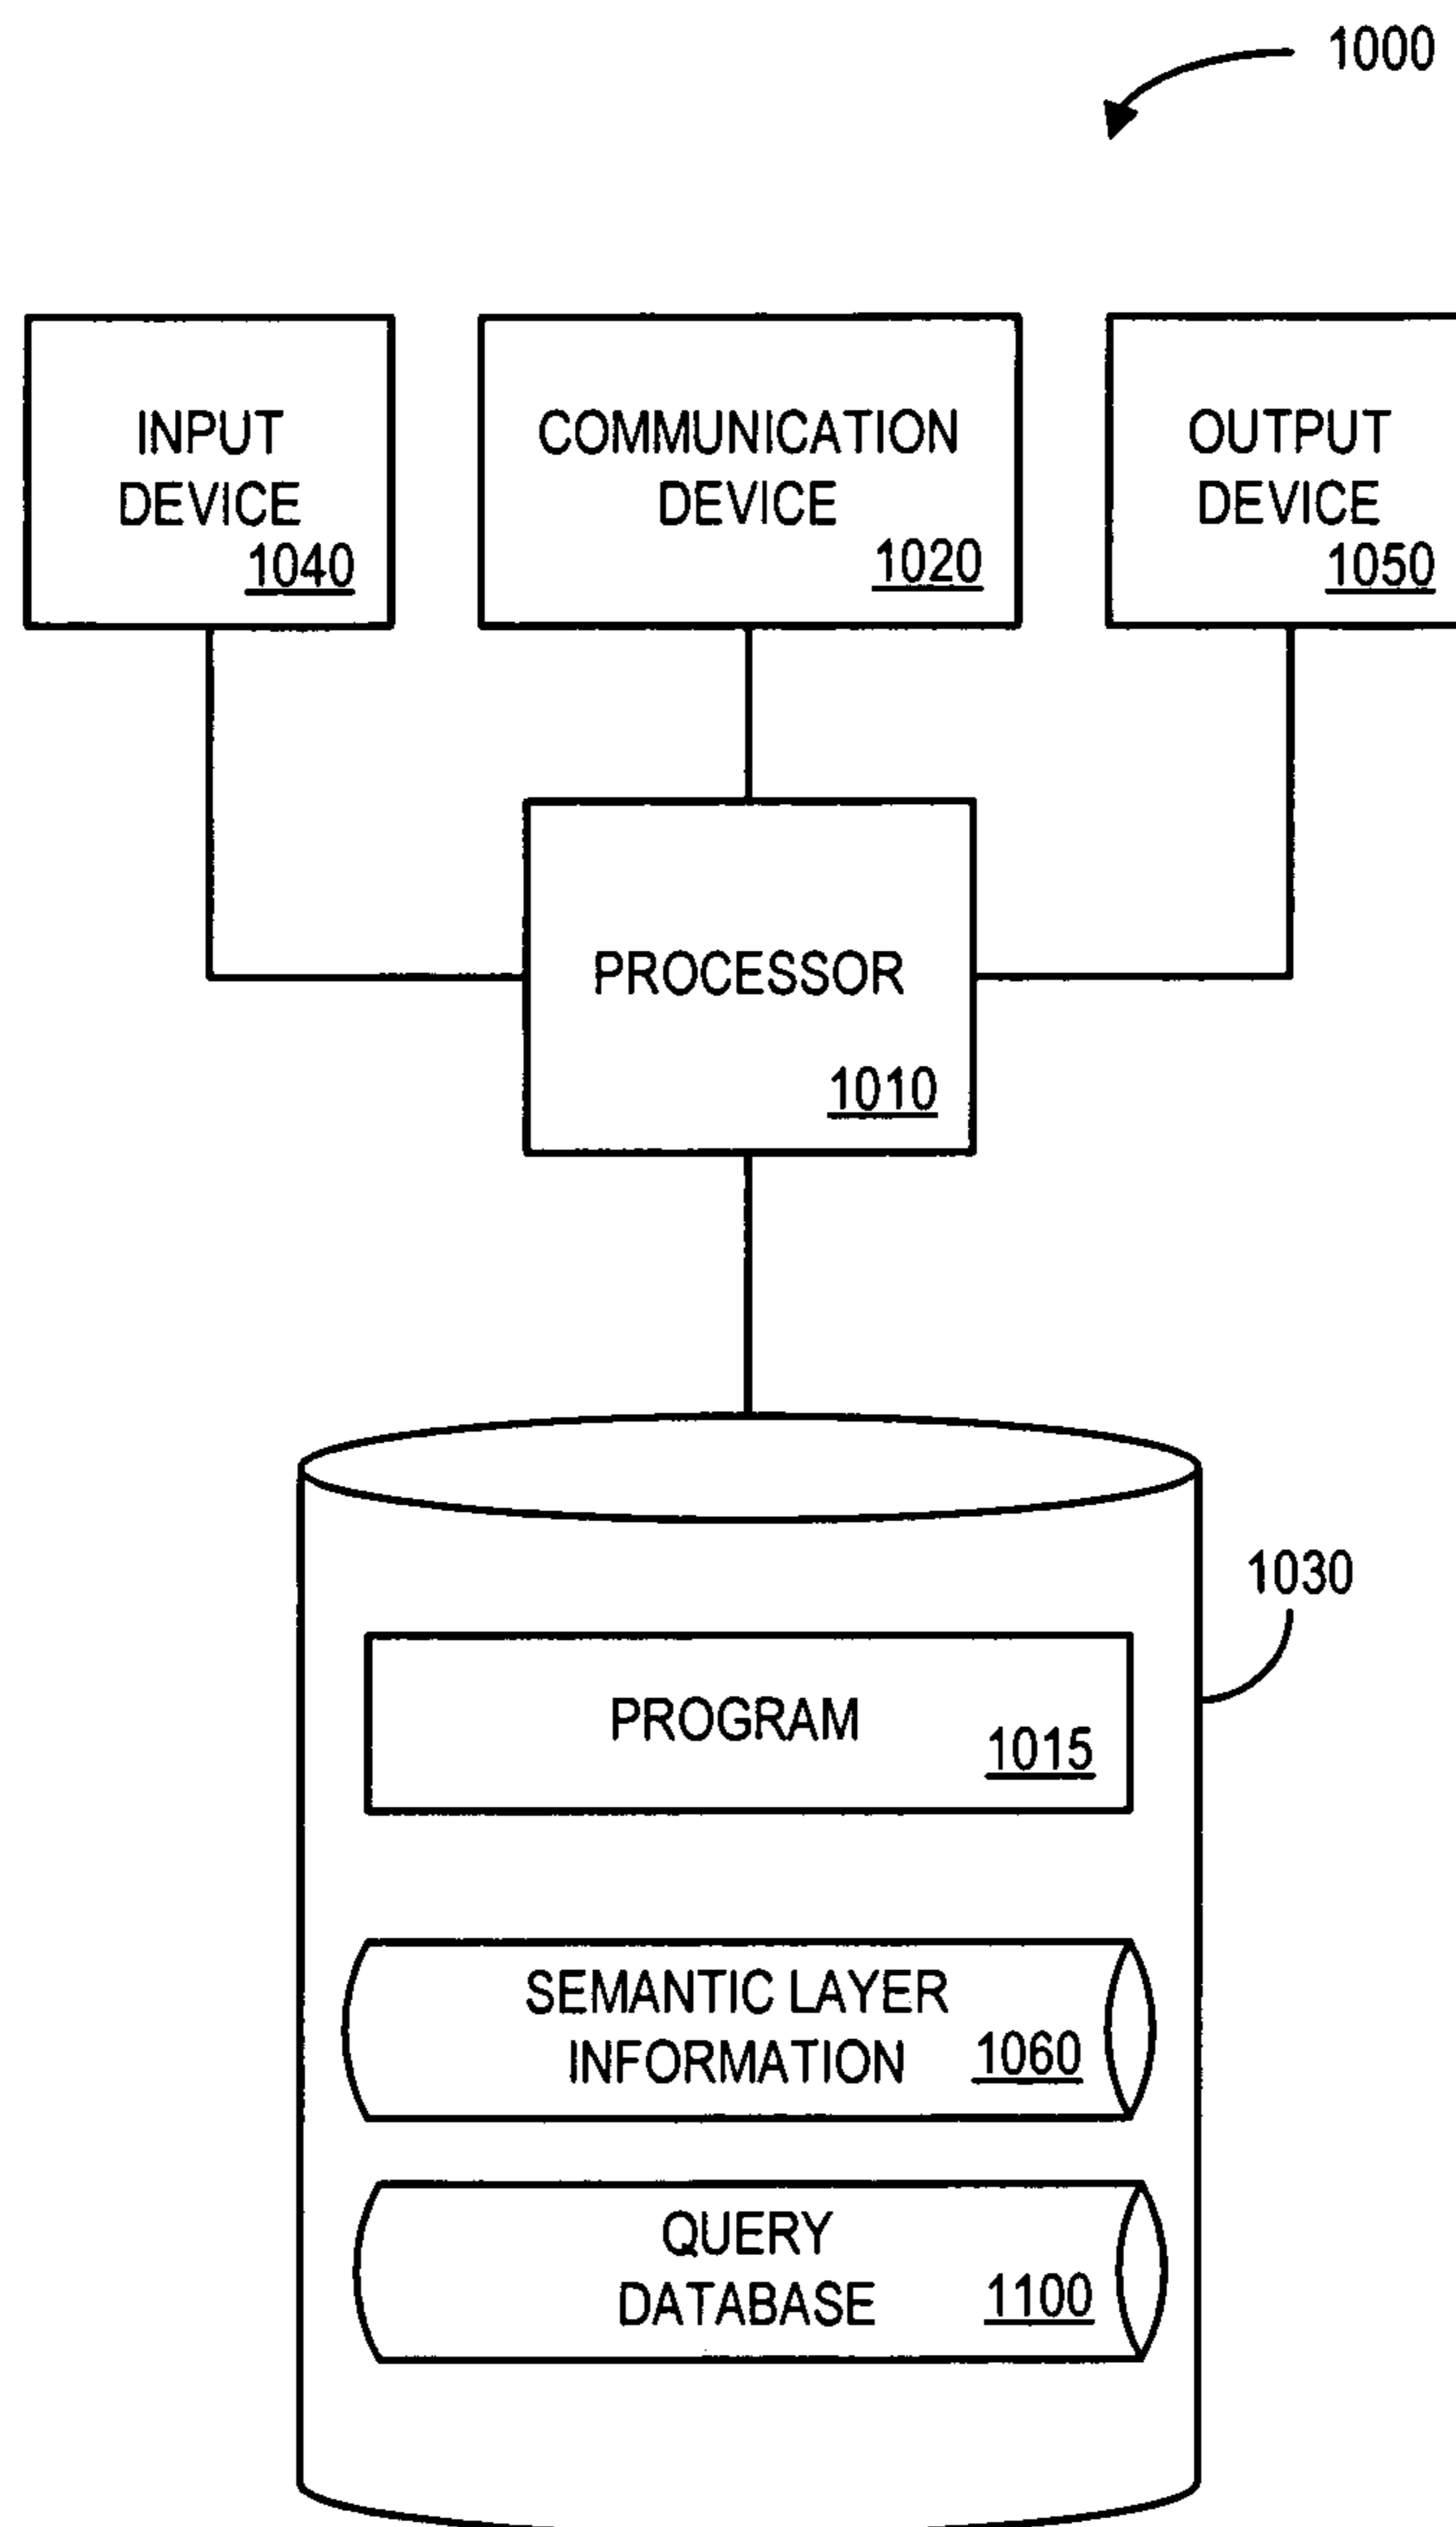 1000
INPUT
DEVICE
1040
COMMUNICATION
DEVICE
1020
OUTPUT
DEVICE
1050
PROCESSOR
1010
1030
PROGRAM
1015
SEMANTIC LAYER
INFORMATION
1060
QUERY
DATABASE
1100